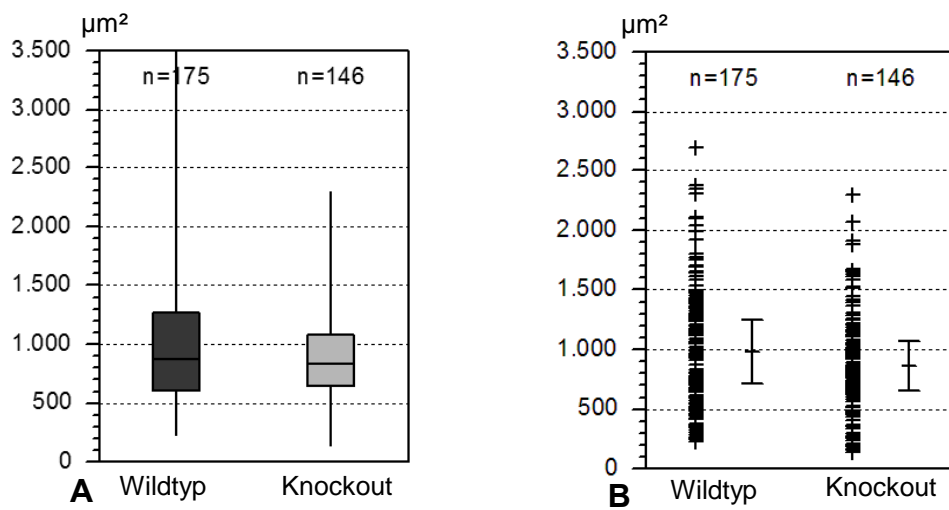 µm²
3.500
3.000
2.500
2.000
1.500
1.000
500
0
n=175
n=146
Wildtyp
Knockout
A
µm²
3.500
3.000
2.500
2.000
1.500
1.000
500
0
n=175
n=146
Wildtyp
Knockout
B